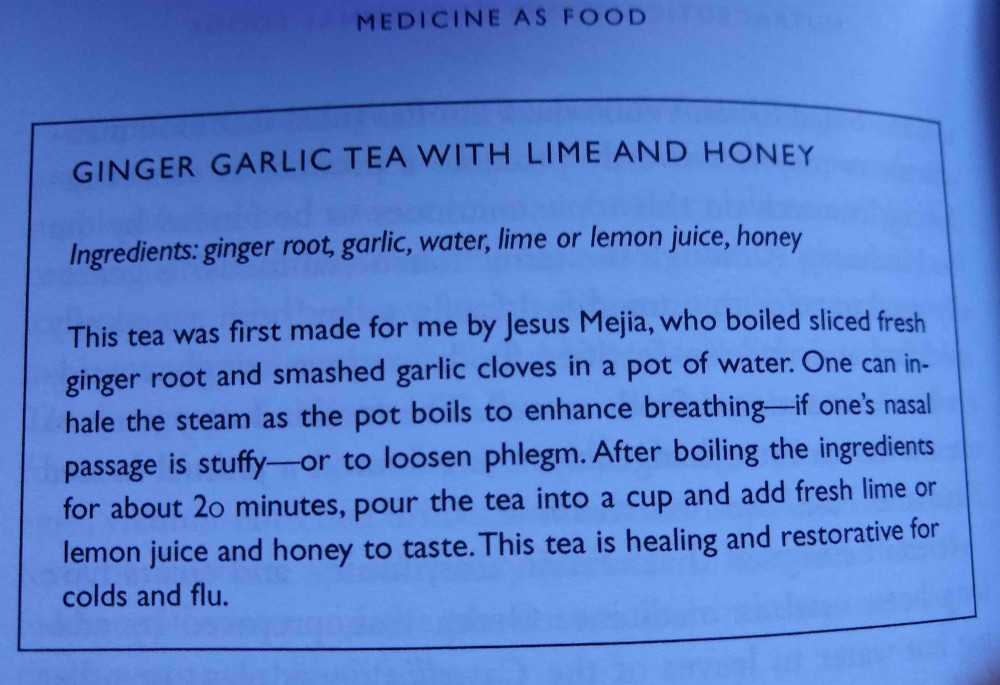 MEDICINE AS FOOD
GINGER GARLIC TEA WITH LIME AND HONEY
Ingredients: ginger root, garlic, water, lime or lemon juice, honey
This tea was first made for me by Jesus Mejia, who boiled sliced fresh
ginger root and smashed garlic cloves in a pot of water. One can in-
hale the steam as the pot boils to enhance breathing—if one's nasal
passage is stuffy—or to loosen phlegm. After boiling the ingredients
for about 20 minutes, pour the tea into a cup and add fresh lime or
lemon juice and honey to taste. This tea is healing and restorative for
colds and flu.